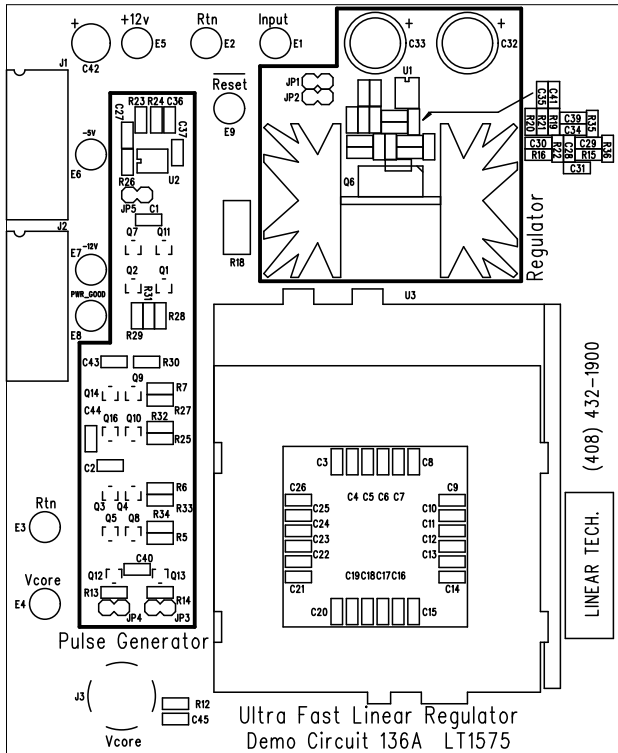 +12v
Rtn
Input
+
C42
E5
E2
E1
+
C33
+
C32
J1
Reset
E9
JP1
JP2
U1
C27
R23
R24
C36
C37
-5V
E6
R26
U2
JP5
C1
C35
C41
R20
R21
R19
C39
C34
R35
C30
R16
R22
C28
C29
R15
R36
C31
Q6
R18
Regulator
J2
Q7
Q11
E7
-12V
Q2
Q1
PWR_GOOD
E8
R31
R29
R28
U3
C43
R30
Q14
Q9
R7
R27
C44
Q16
Q10
R32
R25
C2
R6
Q3
Q4
R33
Q5
Q8
R34
R5
C40
Q12
Q13
R13
R14
JP4
JP3
Rtn
E3
Vcore
E4
Pulse Generator
C3
C8
C4
C5
C6
C7
C26
C25
C24
C23
C22
C21
C9
C10
C11
C12
C13
C14
C19
C18
C17
C16
C20
C15
(408) 432-1900
LINEAR TECH.
J3
R12
C45
Vcore
Ultra Fast Linear Regulator
Demo Circuit 136A LT1575